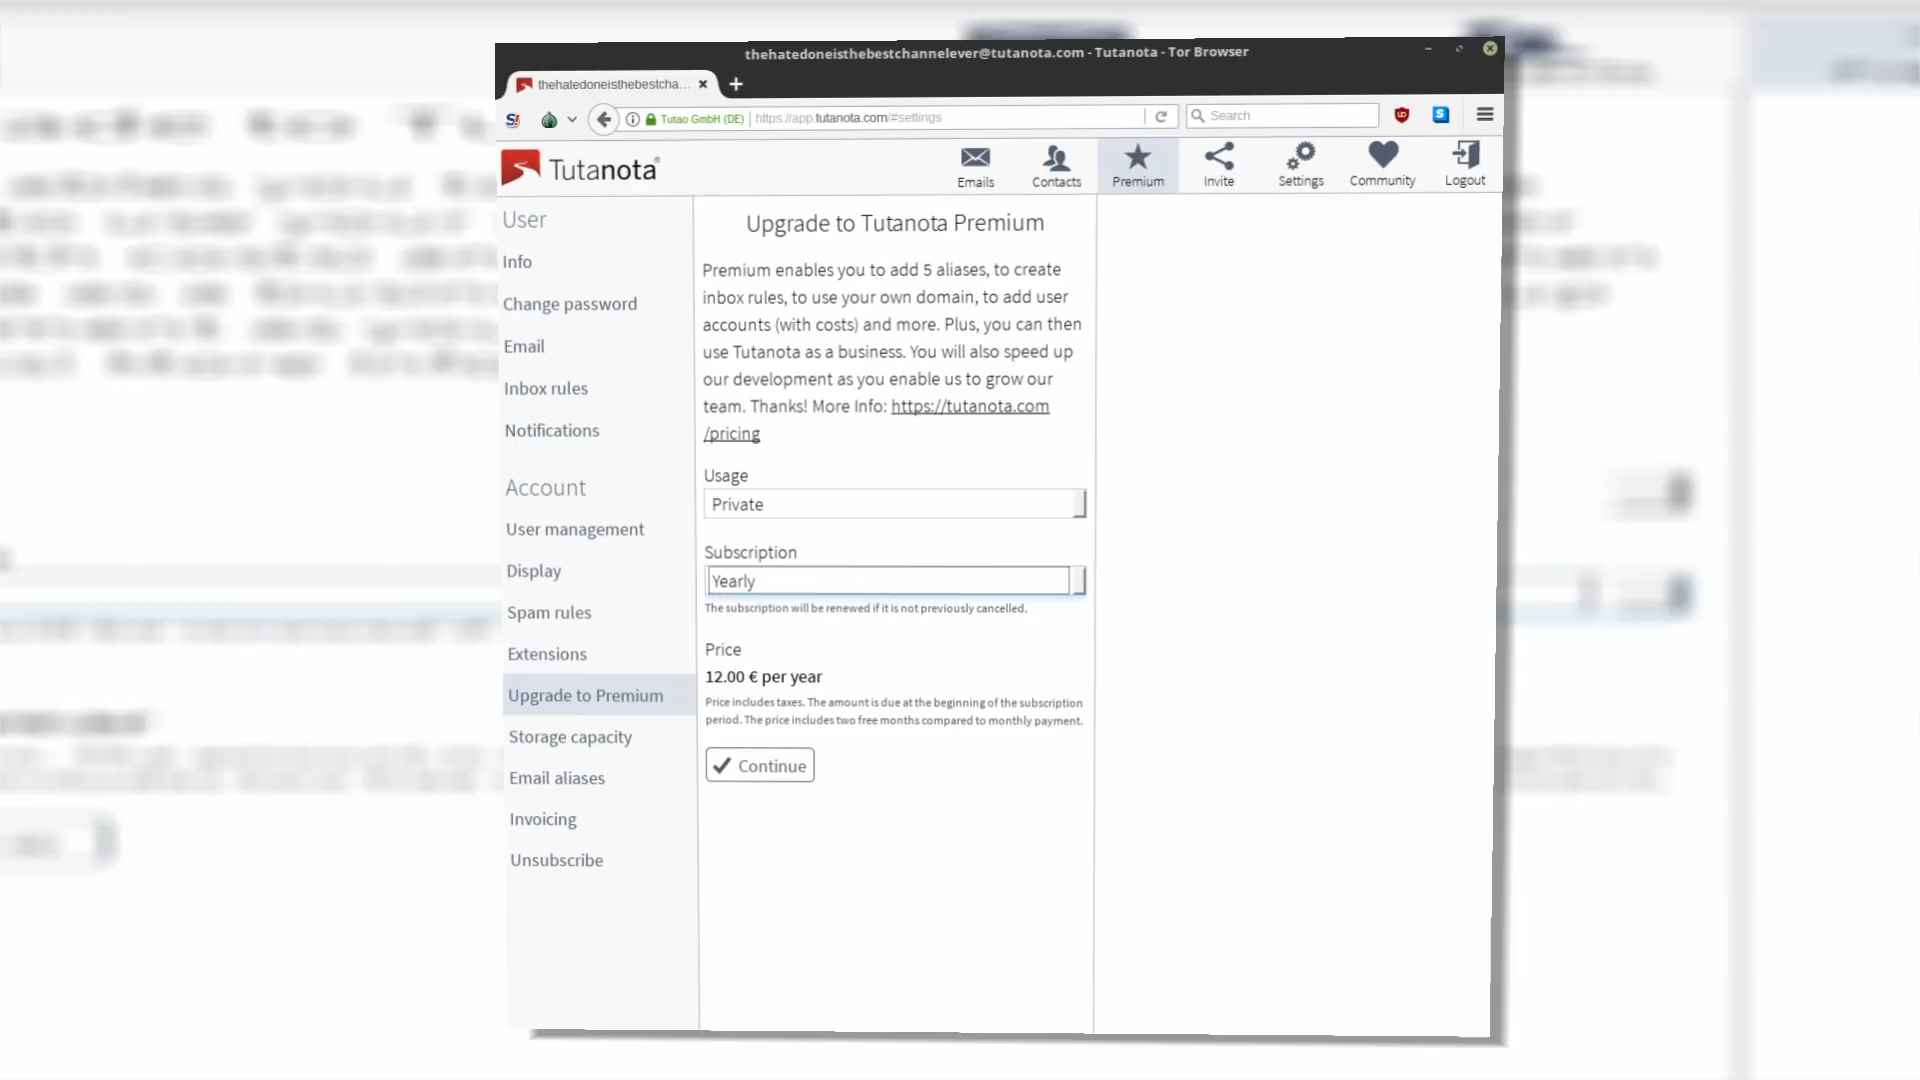 thehatedoneisthebestchannelever@tutanota.com - Tutanota - Tor Browser
thehatedoneisthebestcha...
Tutao GmbH (DE)
https://app.tutanota.com/#settings
Search
Tutanota
Emails
Contacts
Premium
Invite
Settings
Community
Logout
User
Info
Change password
Email
Inbox rules
Notifications
Account
User management
Display
Spam rules
Extensions
Upgrade to Premium
Storage capacity
Email aliases
Invoicing
Unsubscribe
Upgrade to Tutanota Premium
Premium enables you to add 5 aliases, to create
inbox rules, to use your own domain, to add user
accounts (with costs) and more. Plus, you can then
use Tutanota as a business. You will also speed up
our development as you enable us to grow our
team. Thanks! More Info: https://tutanota.com
/pricing
Usage
Private
Subscription
Yearly
The subscription will be renewed if it is not previously cancelled.
Price
12.00 € per year
Price includes taxes. The amount is due at the beginning of the subscription
period. The price includes two free months compared to monthly payment.
Continue